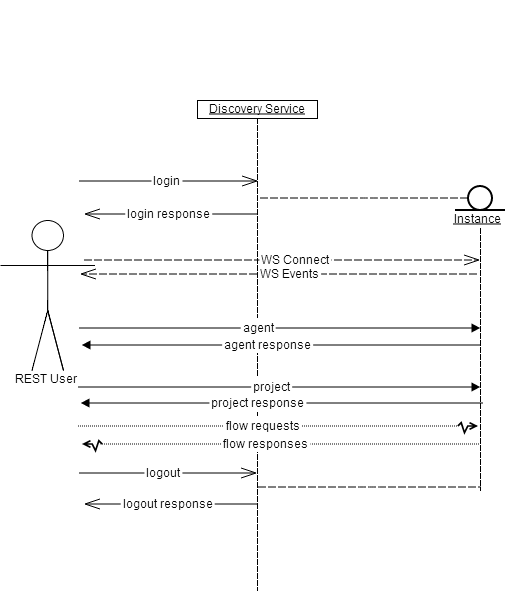 Discovery Service
login
login response
Instance
WS Connect
WS Events
agent
agent response
REST User
project
project response
flow requests
flow responses
logout
logout response